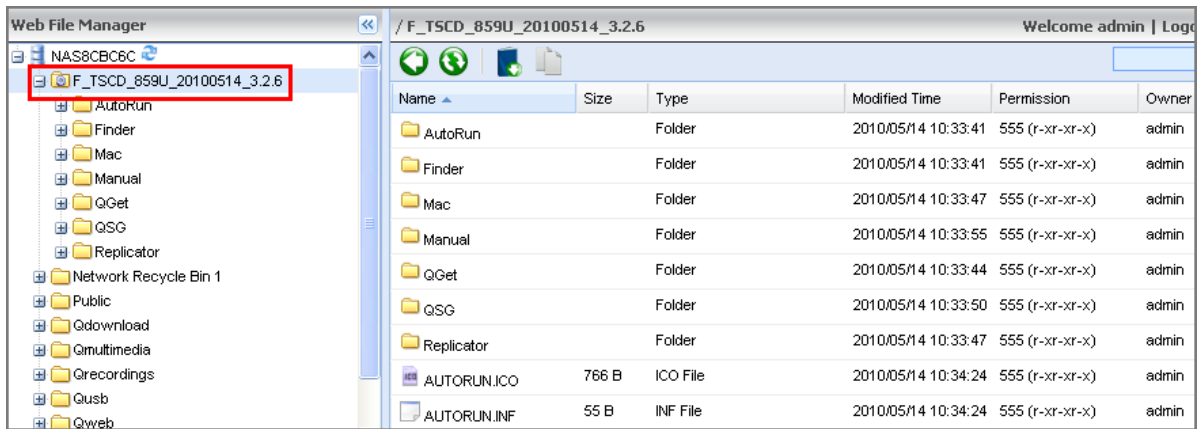 Web File Manager
NAS8CBC6C
F_TSCD_859U_20100514_3.2.6
AutoRun
Finder
Mac
Manual
QGet
QSG
Replicator
Network Recycle Bin 1
Public
Qdownload
Qmultimedia
Qrecordings
Qusb
Qweb
/ F_TSCD_859U_20100514_3.2.6 Welcome admin | Logo
Name Size Type Modified Time Permission Owner
AutoRun Folder 2010/05/14 10:33:41 555 (r-xr-xr-x) admin
Finder Folder 2010/05/14 10:33:41 555 (r-xr-xr-x) admin
Mac Folder 2010/05/14 10:33:47 555 (r-xr-xr-x) admin
Manual Folder 2010/05/14 10:33:55 555 (r-xr-xr-x) admin
QGet Folder 2010/05/14 10:33:44 555 (r-xr-xr-x) admin
QSG Folder 2010/05/14 10:33:50 555 (r-xr-xr-x) admin
Replicator Folder 2010/05/14 10:33:47 555 (r-xr-xr-x) admin
AUTORUN.ICO 766 B ICO File 2010/05/14 10:34:24 555 (r-xr-xr-x) admin
AUTORUN.INF 55 B INF File 2010/05/14 10:34:24 555 (r-xr-xr-x) admin